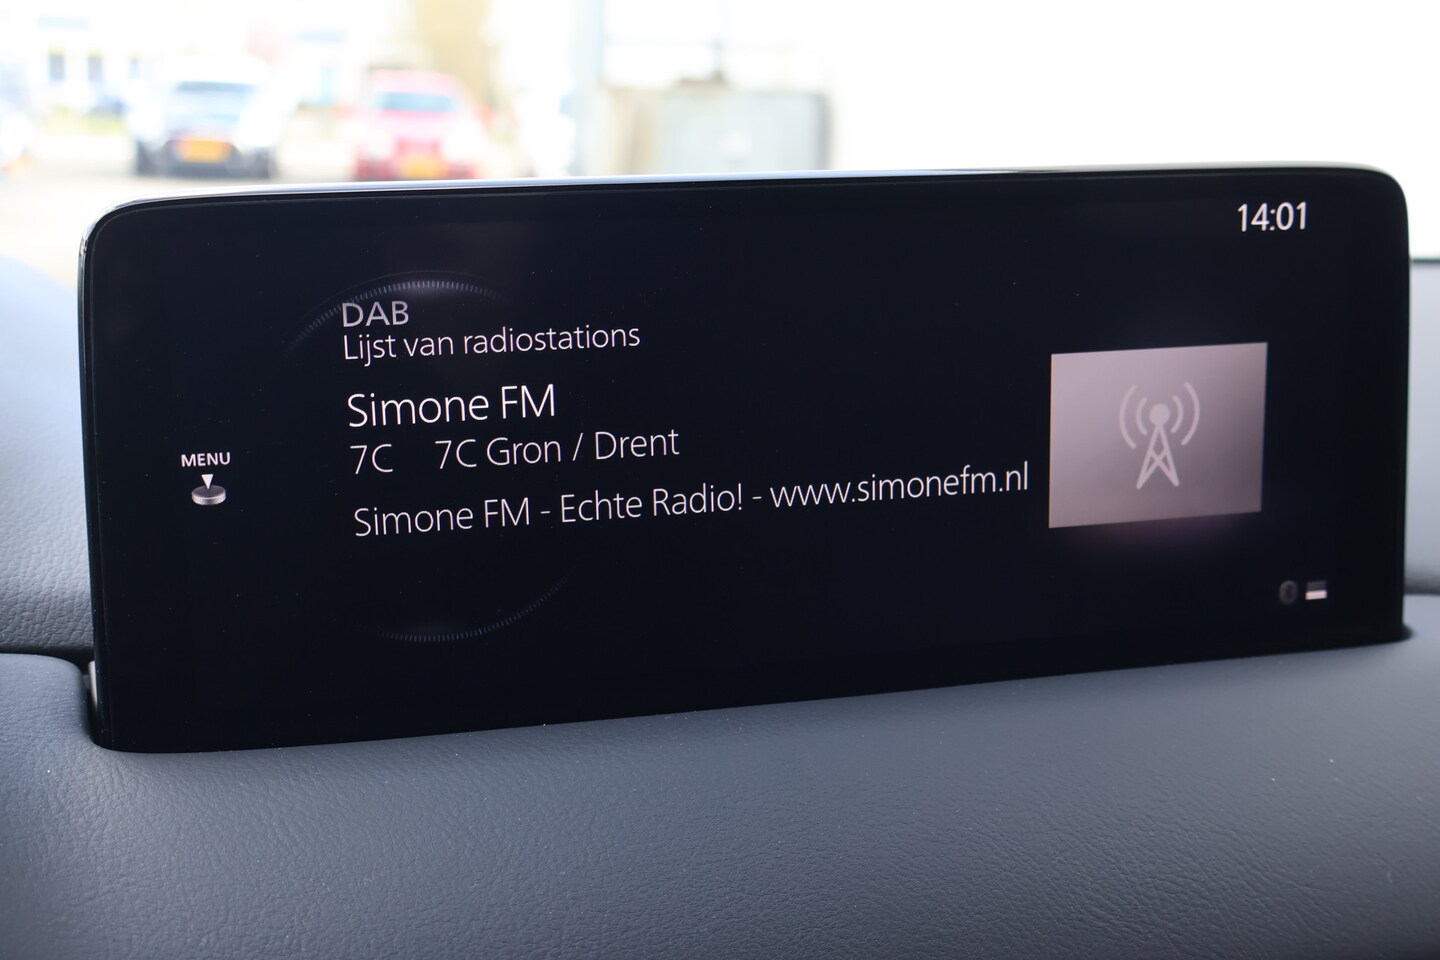 14:01
DAB
Lijst van radiostations
Simone FM
7C 7C Gron / Drent
MENU
Simone FM - Echte Radio! - www.simonefm.nl